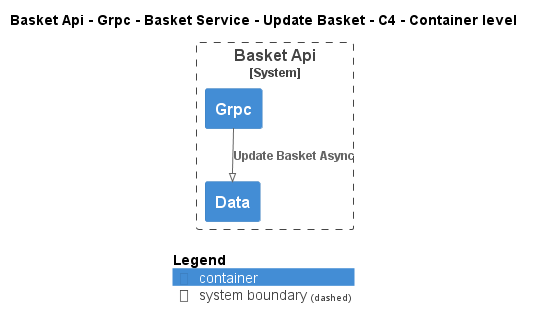 Basket Api - Grpc - Basket Service - Update Basket - C4 - Container level
Basket Api
[System]
Grpc
Update Basket Async
Data
Legend
container
system boundary (dashed)